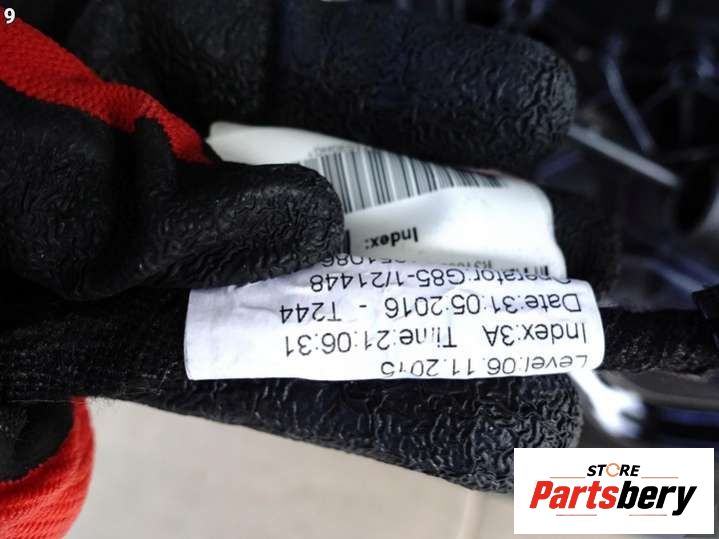 9
Level:06.11.2015
Index:3A Time:21:06:31
Date:31:05:2016 - T244
Operator:G85-1/21448
Index:
STORE
Partsbery